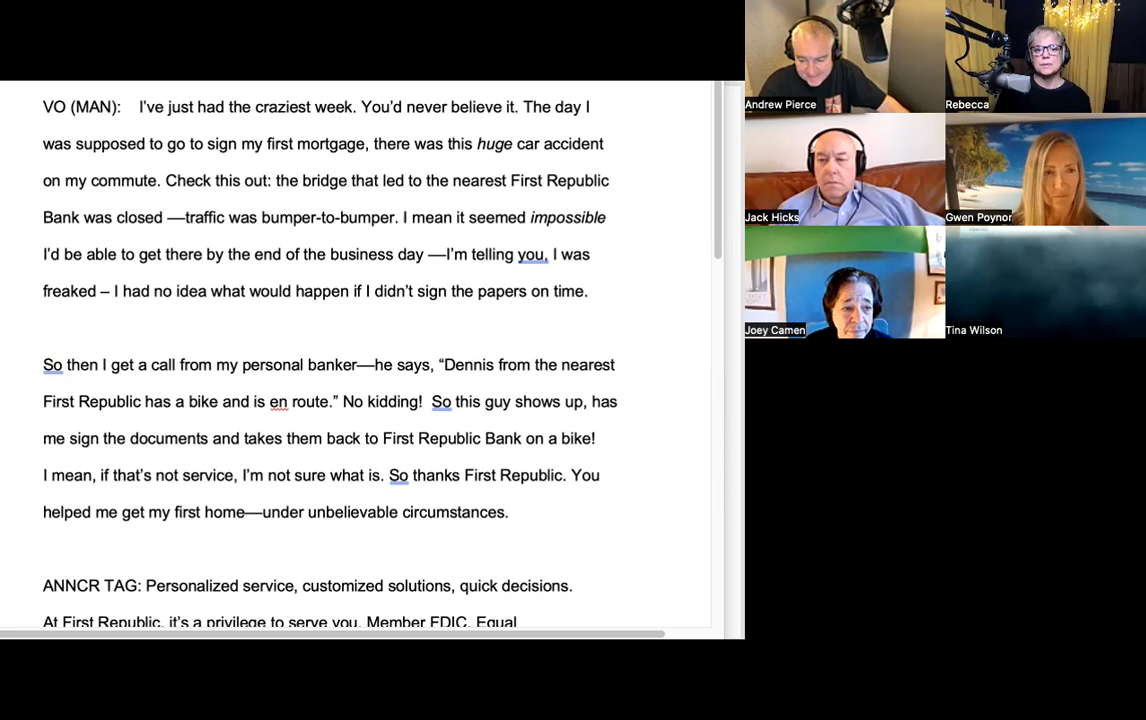 VO (MAN): I’ve just had the craziest week. You’d never believe it. The day I
was supposed to go to sign my first mortgage, there was this huge car accident
on my commute. Check this out: the bridge that led to the nearest First Republic
Bank was closed —traffic was bumper-to-bumper. I mean it seemed impossible
I’d be able to get there by the end of the business day —I’m telling you, I was
freaked – I had no idea what would happen if I didn’t sign the papers on time.
So then I get a call from my personal banker—he says, “Dennis from the nearest
First Republic has a bike and is en route.” No kidding! So this guy shows up, has
me sign the documents and takes them back to First Republic Bank on a bike!
I mean, if that’s not service, I’m not sure what is. So thanks First Republic. You
helped me get my first home—under unbelievable circumstances.
ANNCR TAG: Personalized service, customized solutions, quick decisions.
At First Republic, it’s a privilege to serve you. Member FDIC. Equal
Andrew Pierce
Rebecca
Jack Hicks
Gwen Poynor
Joey Camen
Tina Wilson